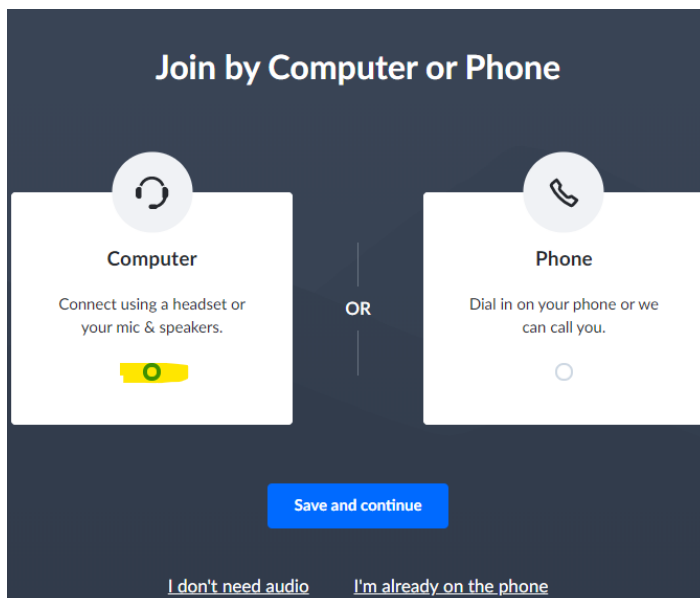 Join by Computer or Phone
Computer
Connect using a headset or
your mic & speakers.
OR
Phone
Dial in on your phone or we
can call you.
Save and continue
I don't need audio
I'm already on the phone